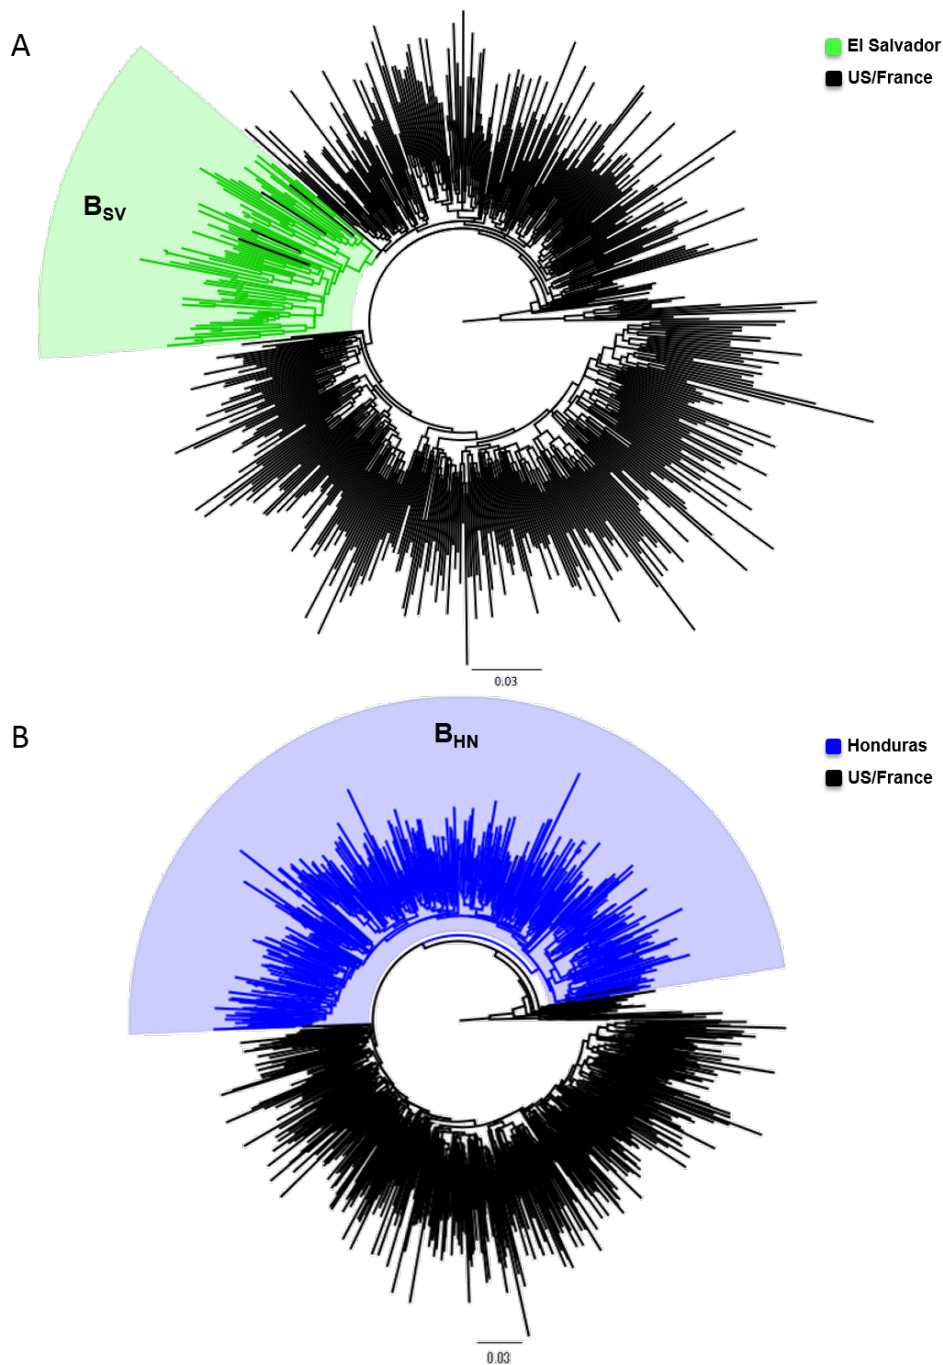 A
El Salvador
US/France
BSV
0.03
B
BHN
Honduras
US/France
0.03